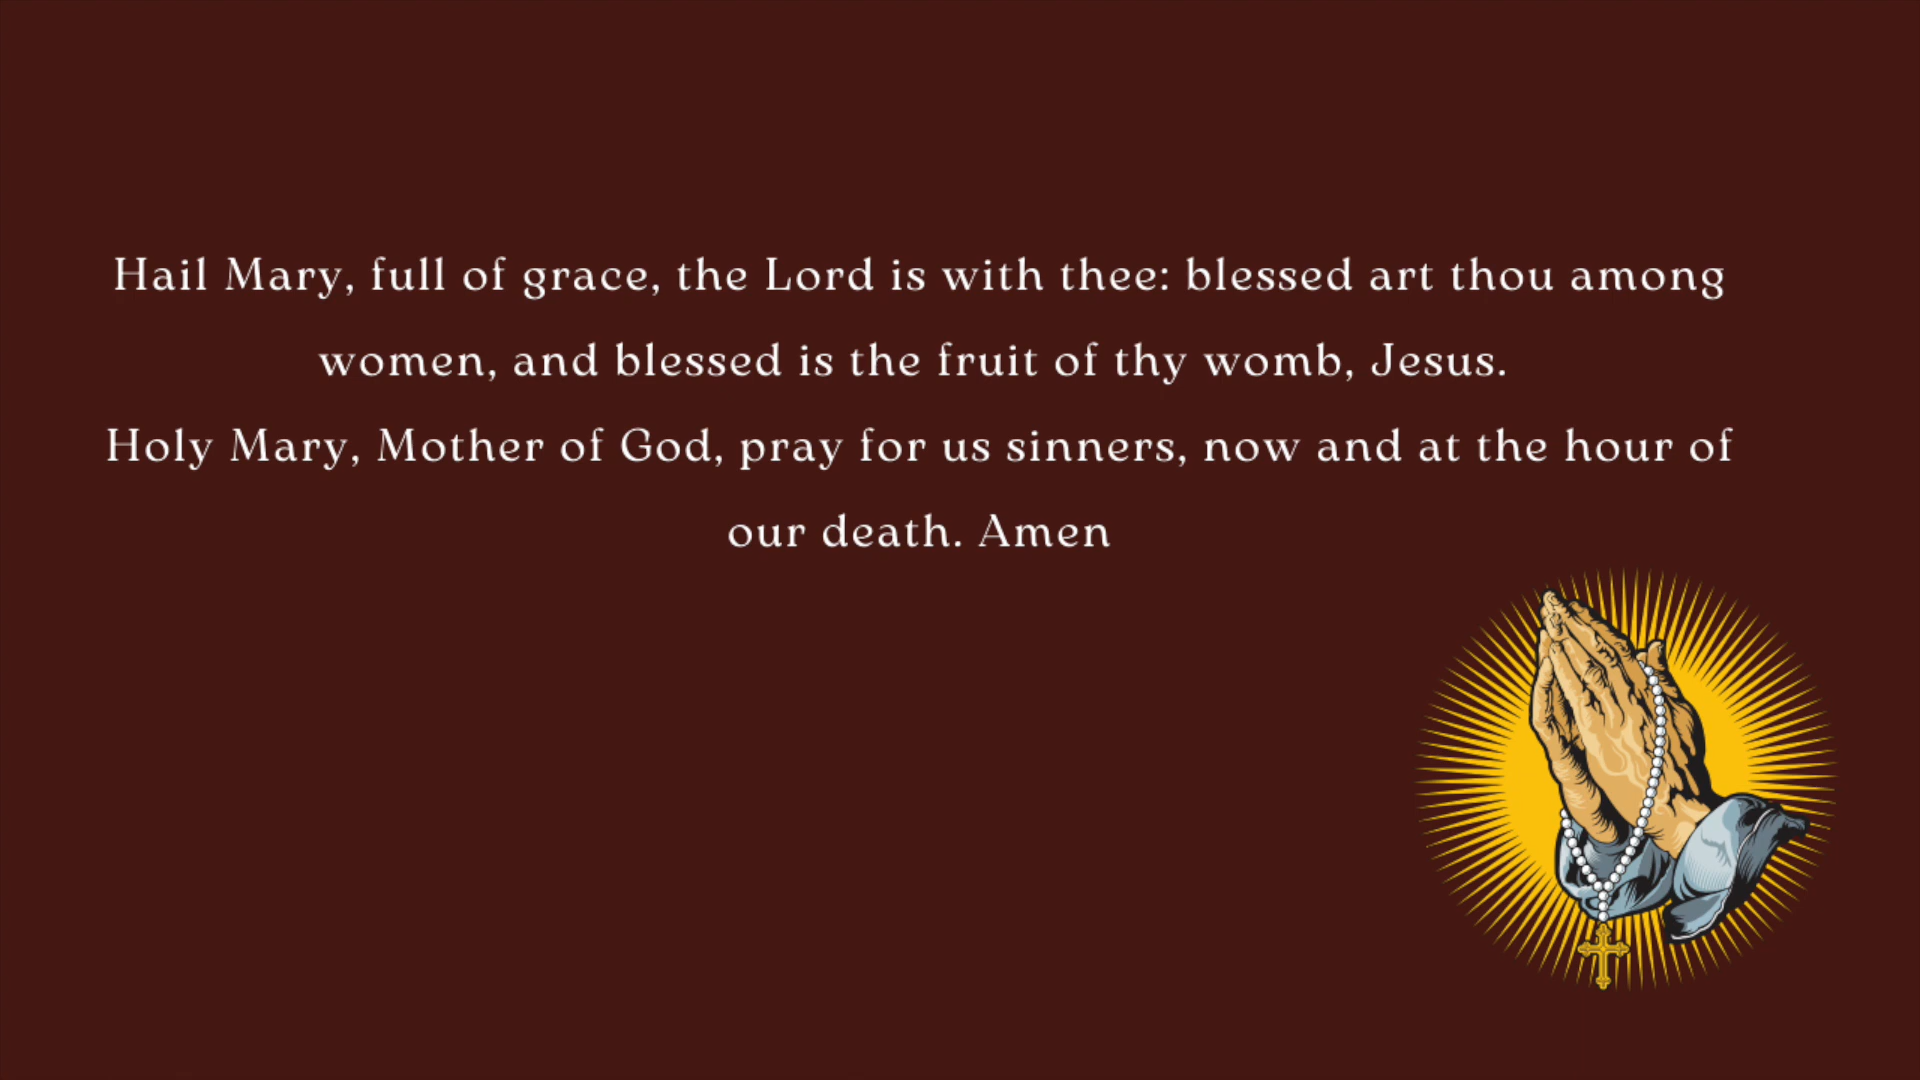 Hail Mary, full of grace, the Lord is with thee: blessed art thou among
women, and blessed is the fruit of thy womb, Jesus.
Holy Mary, Mother of God, pray for us sinners, now and at the hour of
our death. Amen